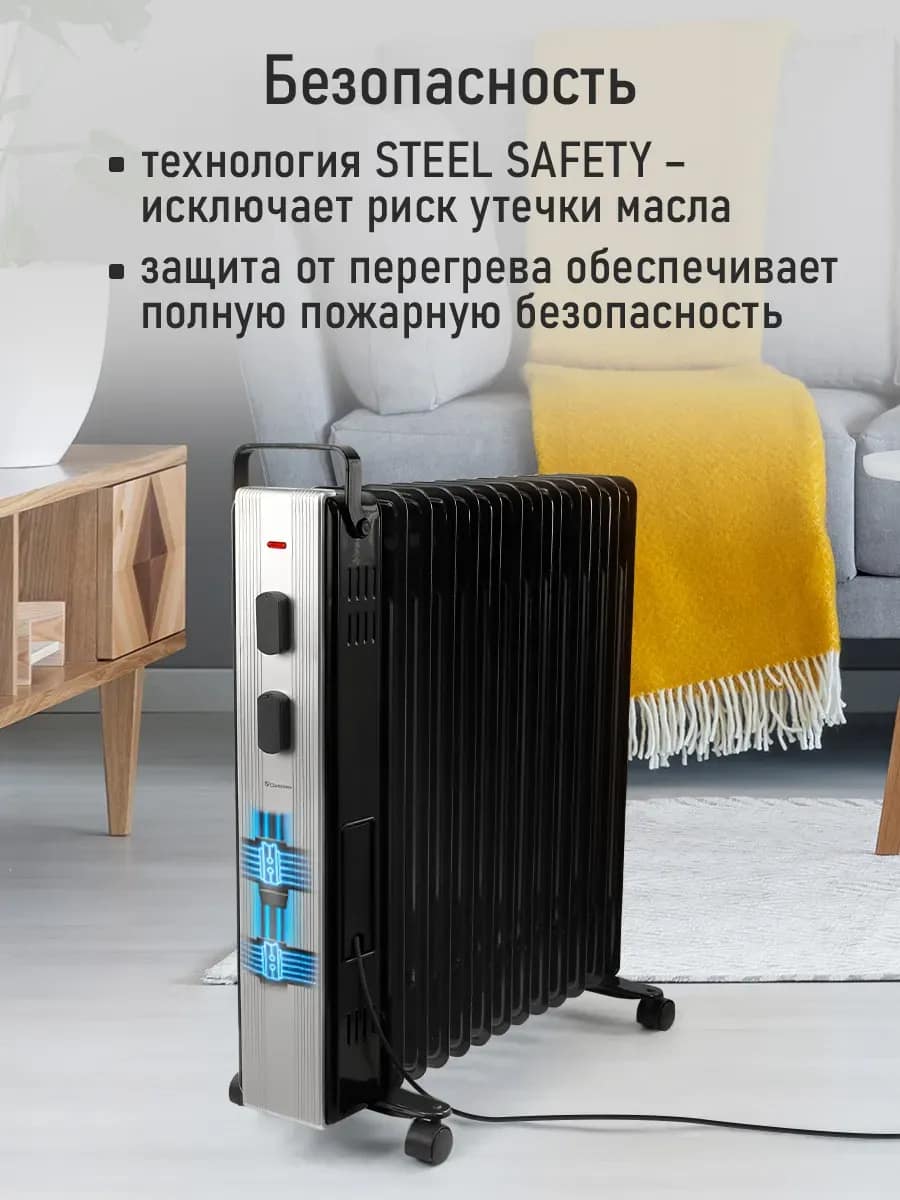 Безопасность
▪ технология STEEL SAFETY –
исключает риск утечки масла
▪ защита от перегрева обеспечивает
полную пожарную безопасность